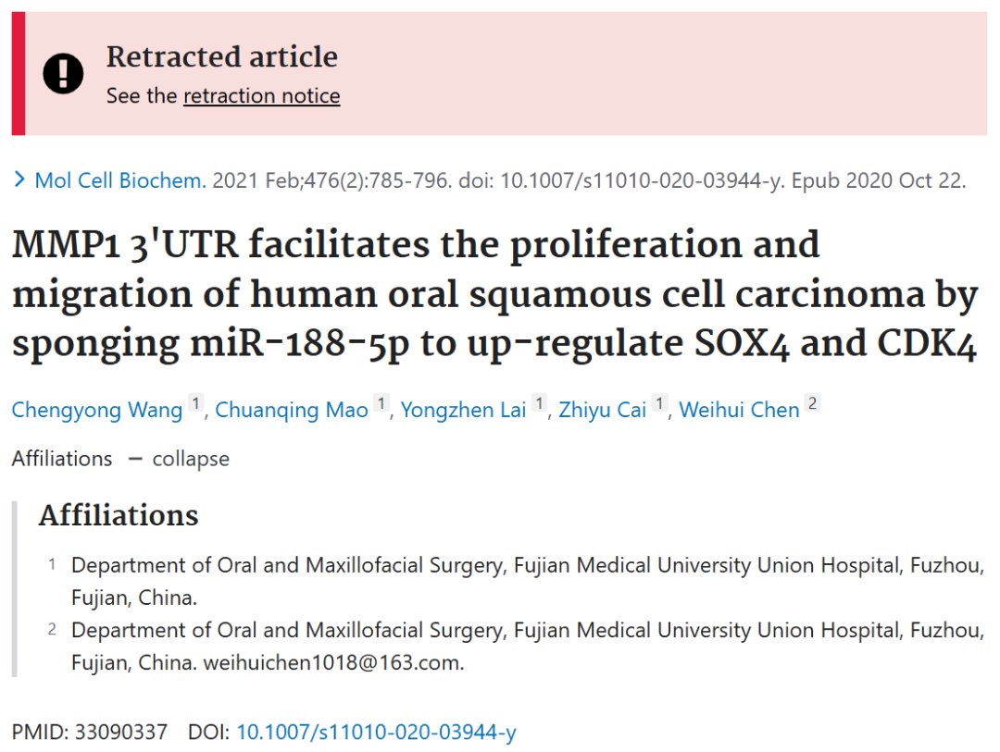 Retracted article
See the retraction notice
Mol Cell Biochem. 2021 Feb;476(2):785-796. doi: 10.1007/s11010-020-03944-y. Epub 2020 Oct 22.
MMP1 3'UTR facilitates the proliferation and
migration of human oral squamous cell carcinoma by
sponging miR-188-5p to up-regulate SOX4 and CDK4
Chengyong Wang 1, Chuanqing Mao 1, Yongzhen Lai 1, Zhiyu Cai 1, Weihui Chen 2
Affiliations — collapse
Affiliations
1 Department of Oral and Maxillofacial Surgery, Fujian Medical University Union Hospital, Fuzhou,
Fujian, China.
2 Department of Oral and Maxillofacial Surgery, Fujian Medical University Union Hospital, Fuzhou,
Fujian, China. weihuichen1018@163.com.
PMID: 33090337 DOI: 10.1007/s11010-020-03944-y